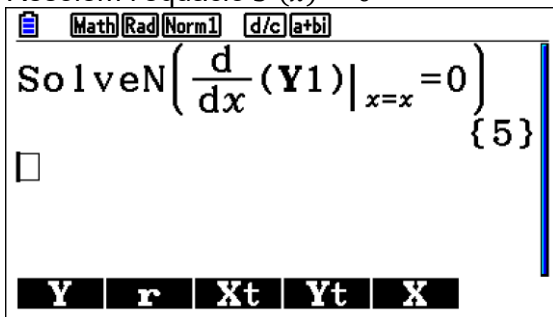 Math Rad Norm1 d/c a+bi
SolveN(d/dx(Y1)|x=x=0)
{5}
Y r Xt Yt X